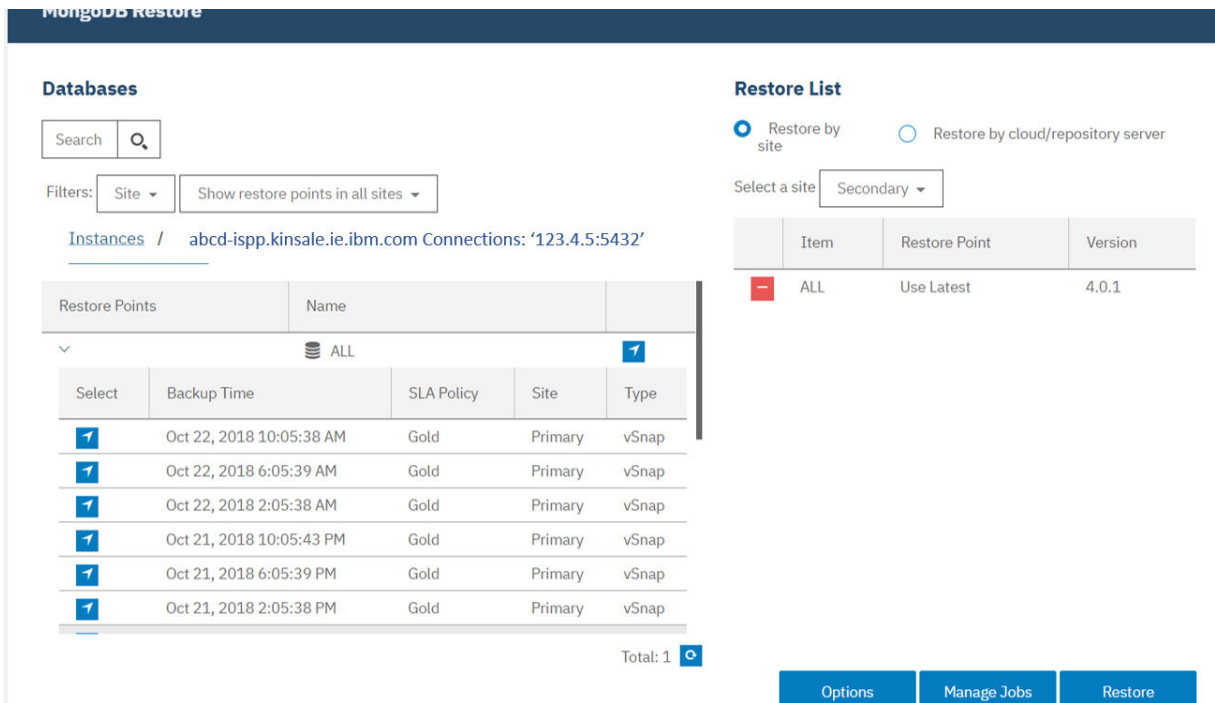 MongoDB Restore
Databases
Search
Filters: Site Show restore points in all sites
Instances / abcd-ispp.kinsale.ie.ibm.com Connections: ‘123.4.5:5432’
Restore Points Name
ALL
Select Backup Time SLA Policy Site Type
Oct 22, 2018 10:05:38 AM Gold Primary vSnap
Oct 22, 2018 6:05:39 AM Gold Primary vSnap
Oct 22, 2018 2:05:38 AM Gold Primary vSnap
Oct 21, 2018 10:05:43 PM Gold Primary vSnap
Oct 21, 2018 6:05:39 PM Gold Primary vSnap
Oct 21, 2018 2:05:38 PM Gold Primary vSnap
Total: 1
Restore List
Restore by
site
Restore by cloud/repository server
Select a site Secondary
Item Restore Point Version
ALL Use Latest 4.0.1
Options Manage Jobs Restore